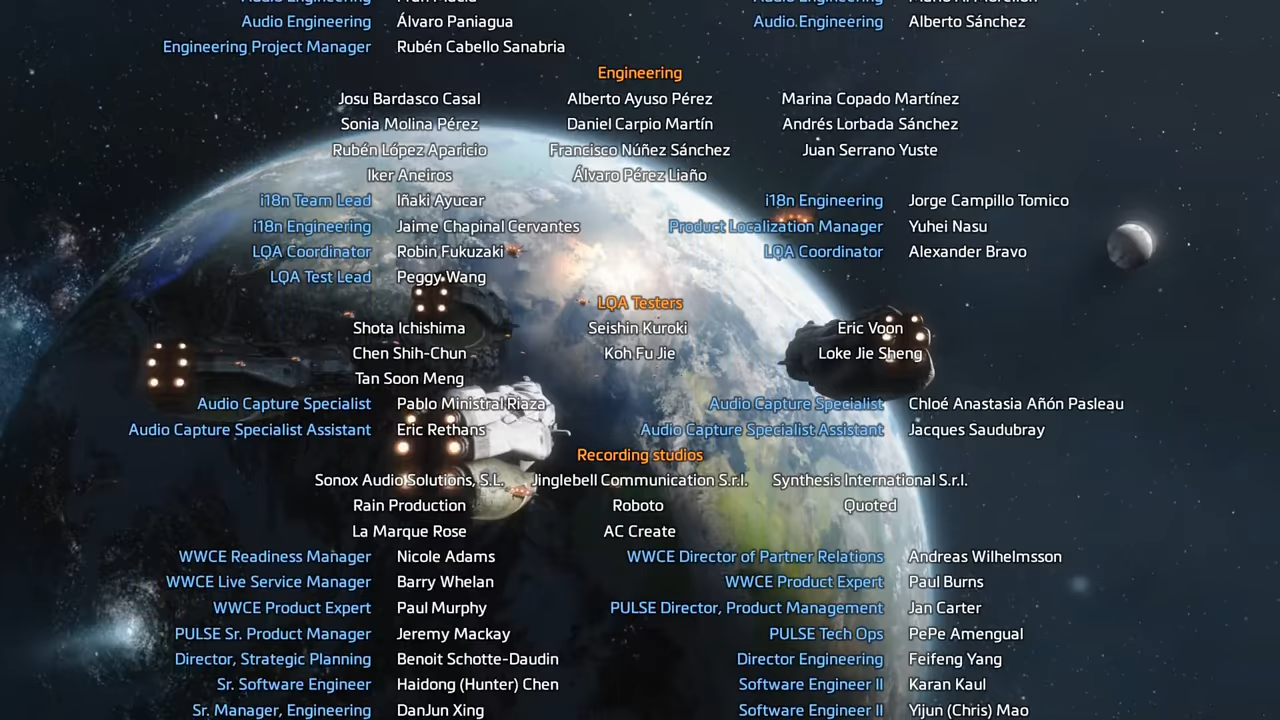 Audio Engineering Álvaro Paniagua Audio Engineering Alberto Sánchez
Engineering Project Manager Rubén Cabello Sanabria
Engineering
Josu Bardasco Casal Alberto Ayuso Pérez Marina Copado Martínez
Sonia Molina Pérez Daniel Carpio Martín Andrés Lorbada Sánchez
Rubén López Aparicio Francisco Núñez Sánchez Juan Serrano Yuste
Iker Aneiros Álvaro Pérez Liaño
i18n Team Lead Iñaki Ayucar i18n Engineering Jorge Campillo Tomico
i18n Engineering Jaime Chapinal Cervantes Product Localization Manager Yuhei Nasu
LQA Coordinator Robin Fukuzaki LQA Coordinator Alexander Bravo
LQA Test Lead Peggy Wang
LQA Testers
Shota Ichishima Seishin Kuroki Eric Voon
Chen Shih-Chun Koh Fu Jie Loke Jie Sheng
Tan Soon Meng
Audio Capture Specialist Pablo Ministral Riaza Audio Capture Specialist Chloé Anastasia Añón Pasleau
Audio Capture Specialist Assistant Eric Rethans Audio Capture Specialist Assistant Jacques Saudubray
Recording studios
Sonox Audio Solutions, S.L. Jinglebell Communication S.r.l. Synthesis International S.r.l.
Rain Production Roboto Quoted
La Marque Rose AC Create
WWCE Readiness Manager Nicole Adams WWCE Director of Partner Relations Andreas Wilhelmsson
WWCE Live Service Manager Barry Whelan WWCE Product Expert Paul Burns
WWCE Product Expert Paul Murphy PULSE Director, Product Management Jan Carter
PULSE Sr. Product Manager Jeremy Mackay PULSE Tech Ops PePe Amengual
Director, Strategic Planning Benoit Schotte-Daudin Director Engineering Feifeng Yang
Sr. Software Engineer Haidong (Hunter) Chen Software Engineer II Karan Kaul
Sr. Manager, Engineering DanJun Xing Software Engineer II Yijun (Chris) Mao